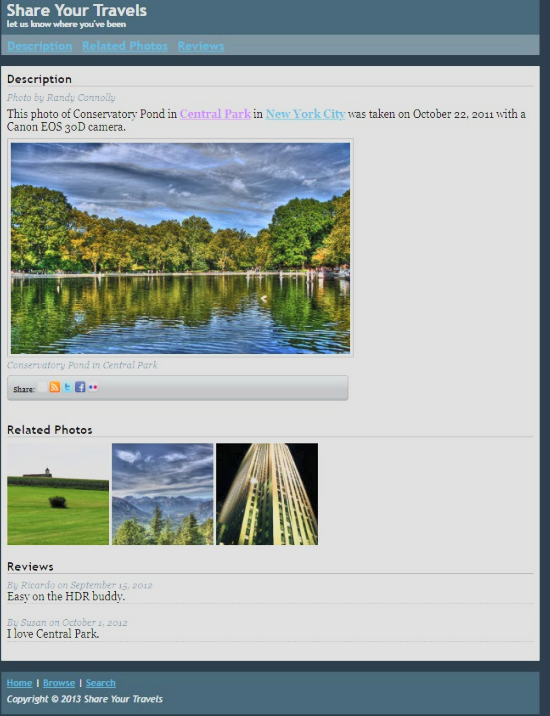 Share Your Travels
let us know where you've been
Description Related Photos Reviews
Description
Photo by Randy Connolly
This photo of Conservatory Pond in Central Park in New York City was taken on October 22, 2011 with a
Canon EOS 30D camera.
Conservatory Pond in Central Park
Share:
Related Photos
Reviews
By Ricardo on September 15, 2012
Easy on the HDR buddy.
By Susan on October 1, 2012
I love Central Park.
Home | Browse | Search
Copyright © 2013 Share Your Travels